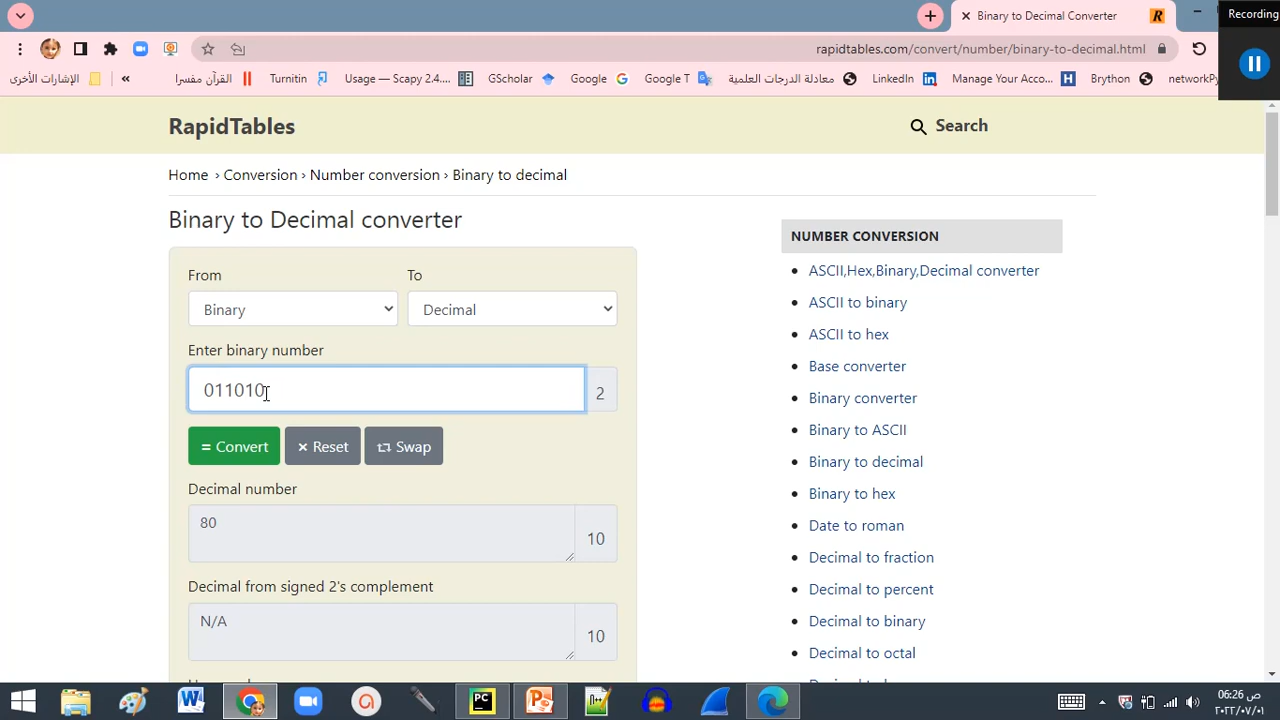 Recording
Binary to Decimal Converter
rapidtables.com/convert/number/binary-to-decimal.html
الإشارات الأخرى
«
القرآن مفسرا
Turnitin
Usage — Scapy 2.4....
GScholar
Google
Google T
معادلة الدرجات العلمية
LinkedIn
Manage Your Acco...
Brython
networkPy
RapidTables
Search
Home › Conversion › Number conversion › Binary to decimal
Binary to Decimal converter
From
To
Binary
Decimal
Enter binary number
011010
2
= Convert
× Reset
Swap
Decimal number
80
10
Decimal from signed 2's complement
N/A
10
NUMBER CONVERSION
ASCII,Hex,Binary,Decimal converter
ASCII to binary
ASCII to hex
Base converter
Binary converter
Binary to ASCII
Binary to decimal
Binary to hex
Date to roman
Decimal to fraction
Decimal to percent
Decimal to binary
Decimal to octal
06:26 ص
٢٠٢٢/٠٧/٠١